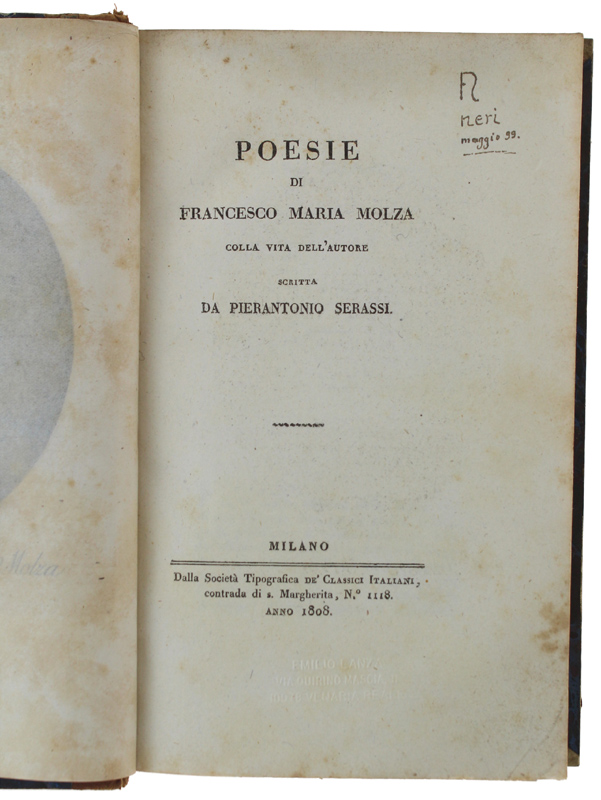 neri
maggio 99.
POESIE
DI
FRANCESCO MARIA MOLZA
COLLA VITA DELL'AUTORE
SCRITTA
DA PIERANTONIO SERASSI.
MILANO
Dalla Società Tipografica DE' CLASSICI ITALIANI,
contrada di s. Margherita, N.º 1118.
ANNO 1808.
Molza